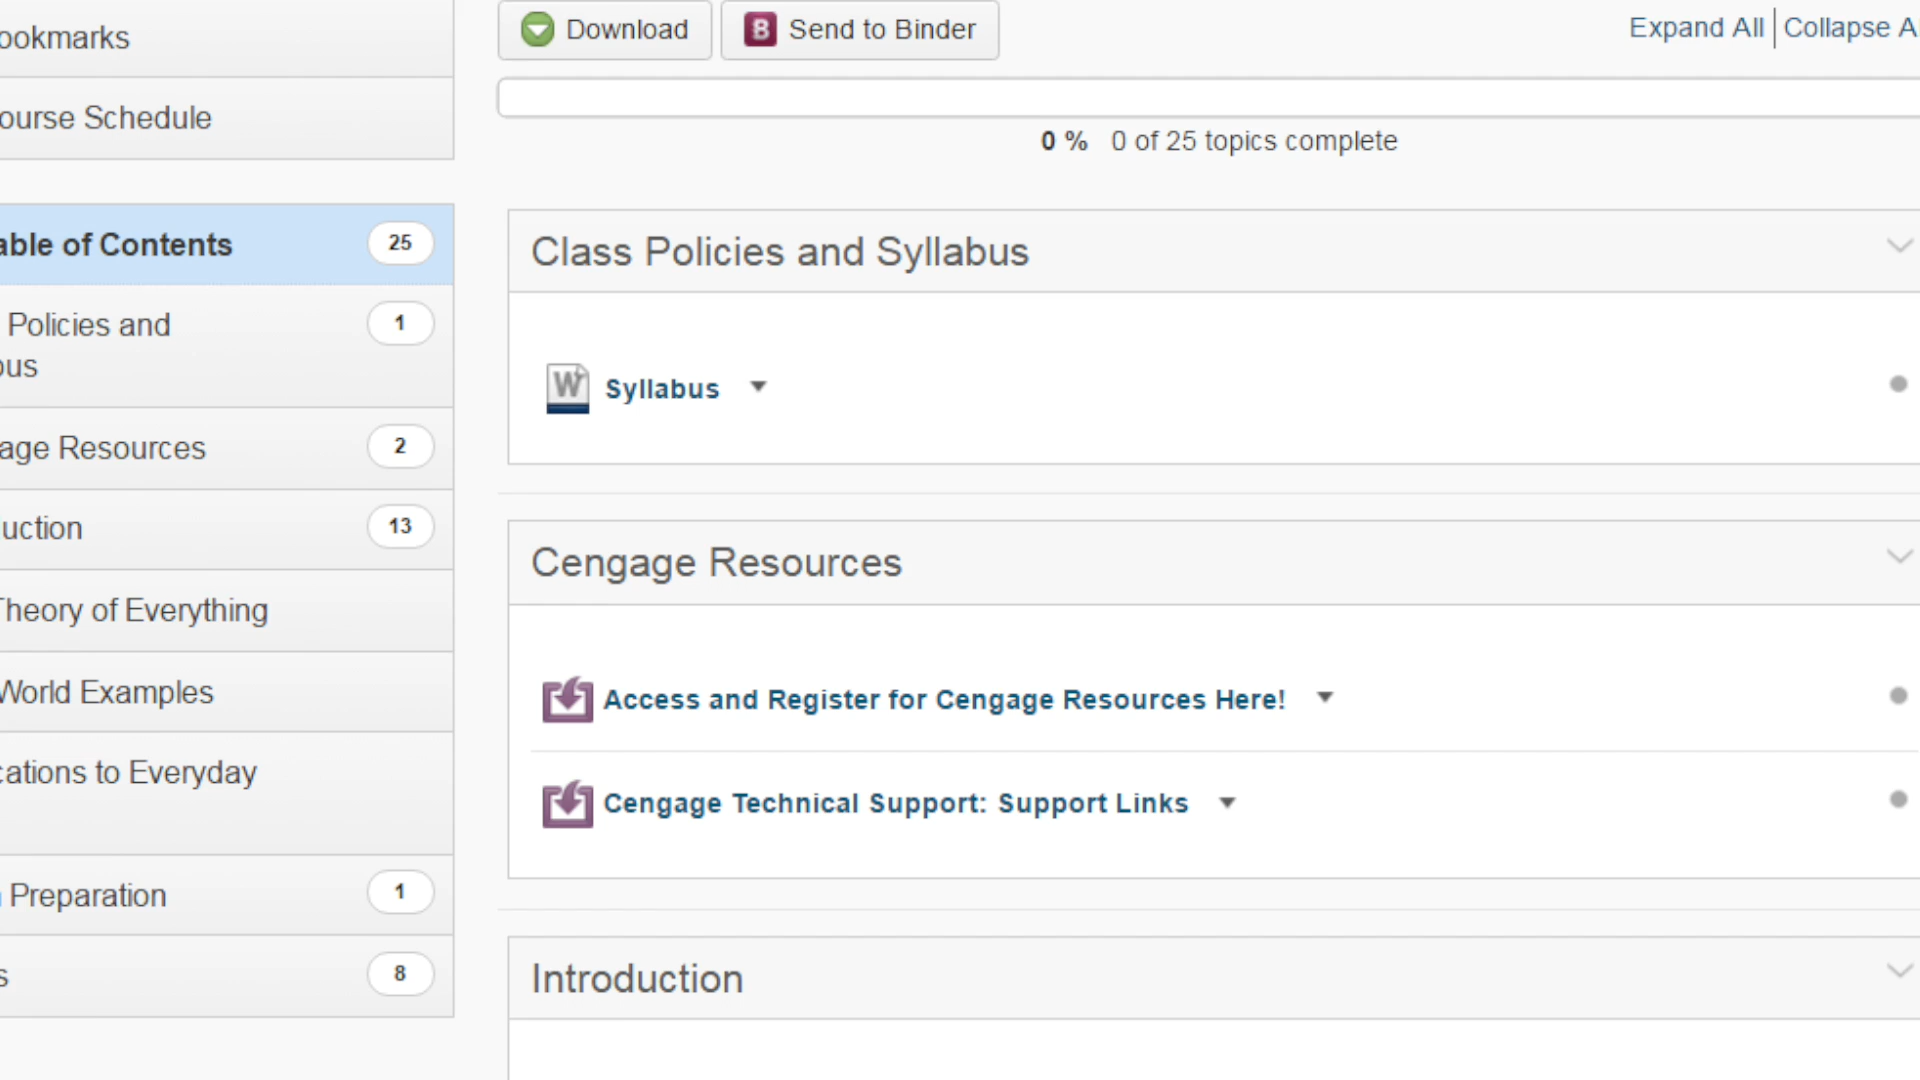 ookmarks
ourse Schedule
able of Contents 25
Policies and 1
ous
age Resources 2
uction 13
Theory of Everything
World Examples
cations to Everyday
Preparation 1
s 8
Download
B Send to Binder
Expand All | Collapse A
0 % 0 of 25 topics complete
Class Policies and Syllabus
W Syllabus
Cengage Resources
Access and Register for Cengage Resources Here!
Cengage Technical Support: Support Links
Introduction